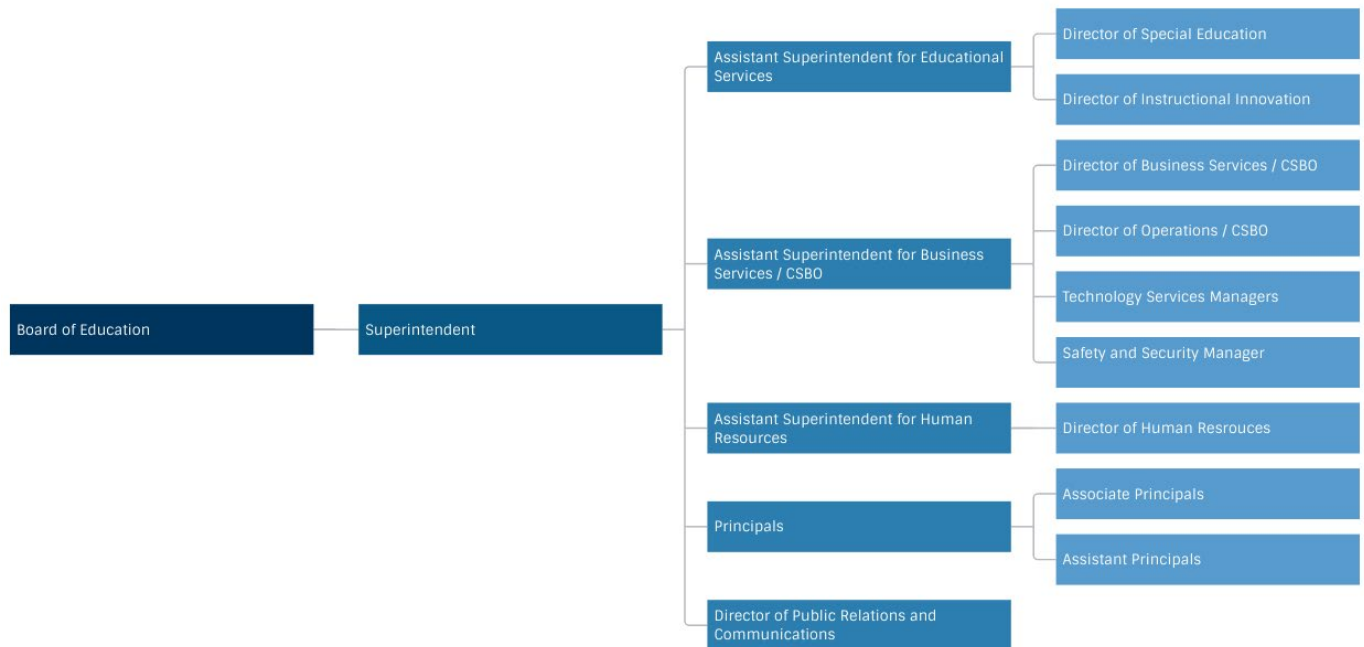 Board of Education
Superintendent
Assistant Superintendent for Educational
Services
Director of Special Education
Director of Instructional Innovation
Assistant Superintendent for Business
Services / CSBO
Director of Business Services / CSBO
Director of Operations / CSBO
Technology Services Managers
Safety and Security Manager
Assistant Superintendent for Human
Resources
Director of Human Resrouces
Principals
Associate Principals
Assistant Principals
Director of Public Relations and
Communications